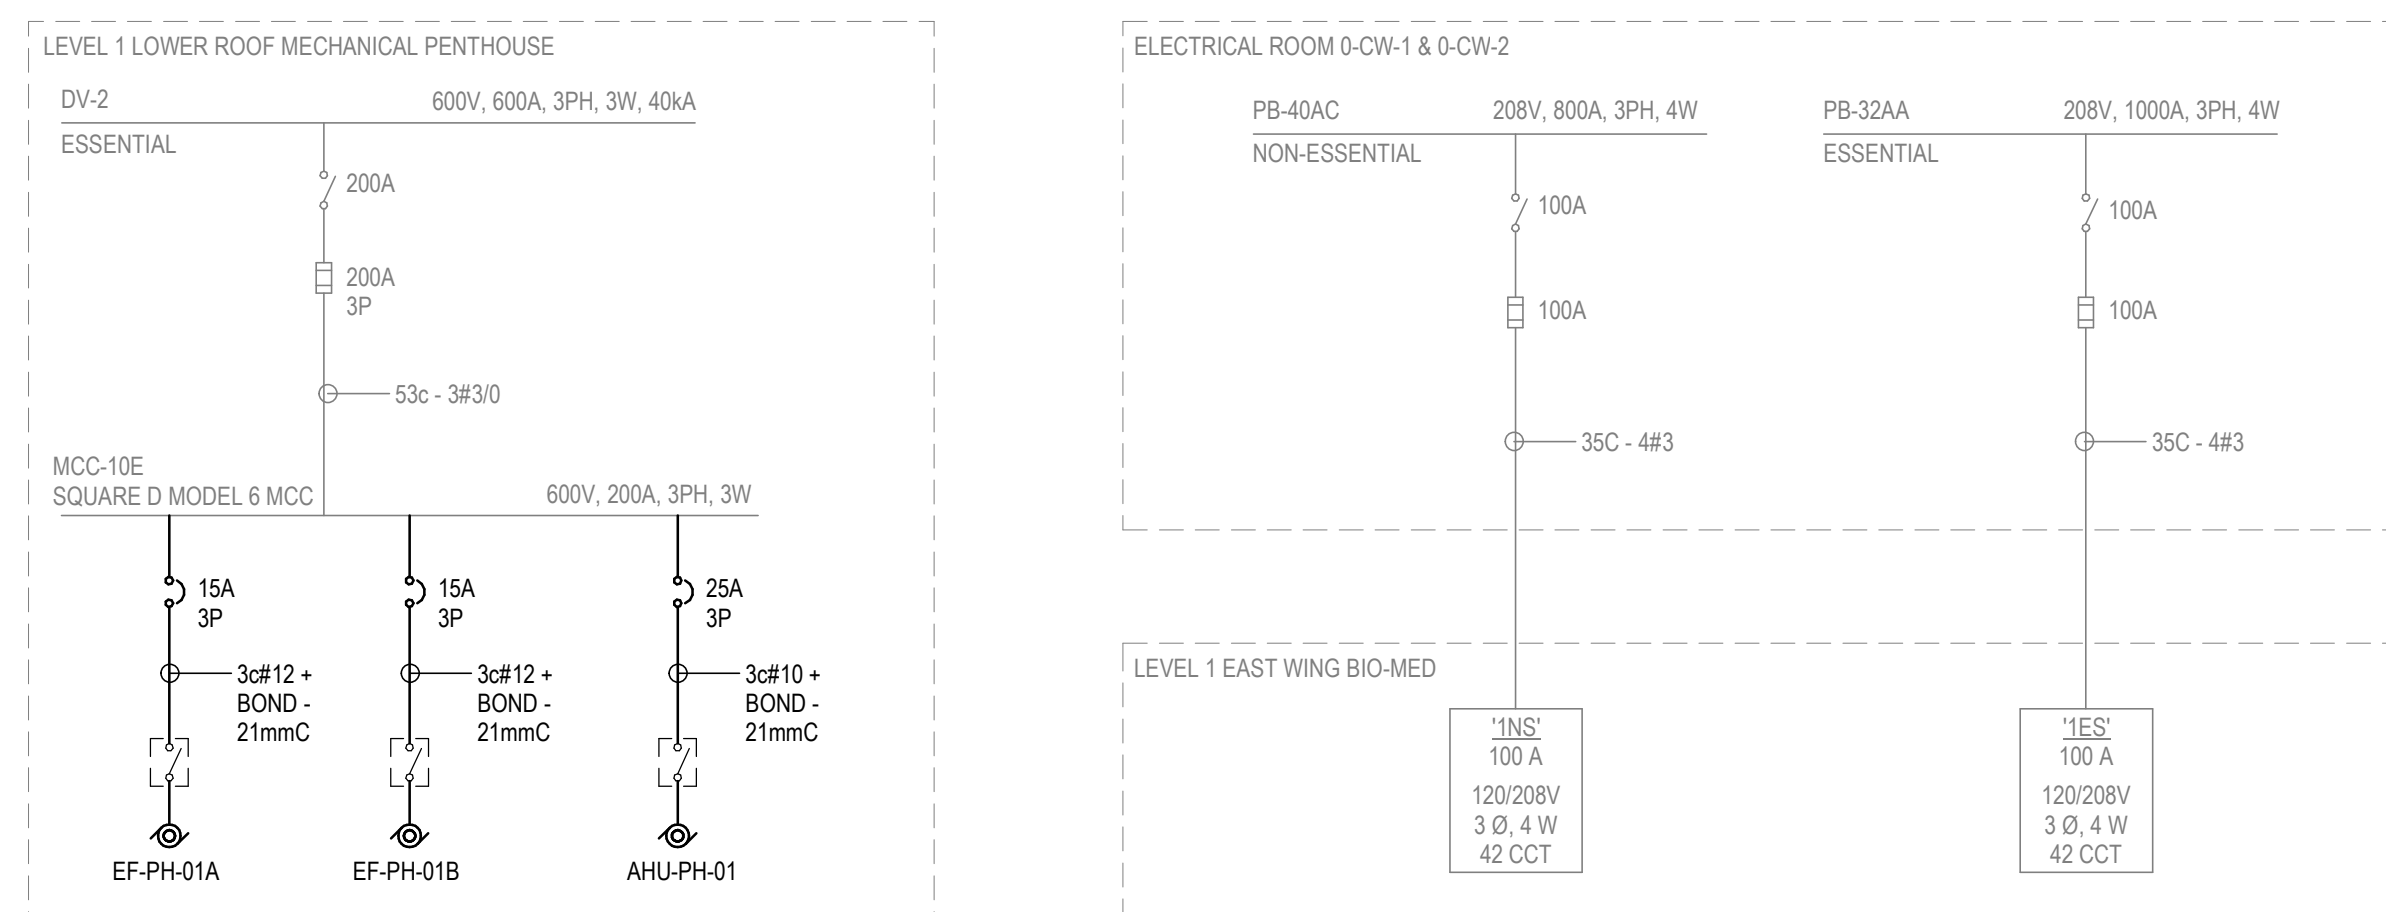 LEVEL 1 LOWER ROOF MECHANICAL PENTHOUSE
DV-2
600V, 600A, 3PH, 3W, 40kA
ESSENTIAL
200A
200A
3P
53c - 3#3/0
MCC-10E
SQUARE D MODEL 6 MCC
600V, 200A, 3PH, 3W
15A
3P
3c#12 +
BOND -
21mmC
EF-PH-01A
15A
3P
3c#12 +
BOND -
21mmC
EF-PH-01B
25A
3P
3c#10 +
BOND -
21mmC
AHU-PH-01
ELECTRICAL ROOM 0-CW-1 & 0-CW-2
PB-40AC
208V, 800A, 3PH, 4W
NON-ESSENTIAL
100A
100A
35C - 4#3
PB-32AA
208V, 1000A, 3PH, 4W
ESSENTIAL
100A
100A
35C - 4#3
LEVEL 1 EAST WING BIO-MED
'1NS'
100 A
120/208V
3 Ø, 4 W
42 CCT
'1ES'
100 A
120/208V
3 Ø, 4 W
42 CCT